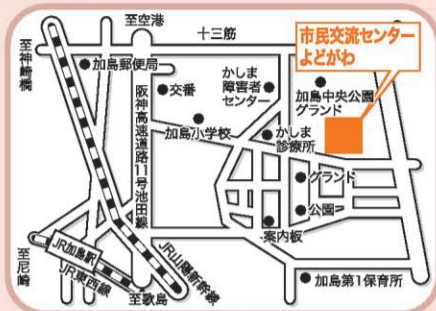 至空港
十三筋
市民交流センター
よどがわ
至神崎橋
加島郵便局
交番
かしま
障害者
センター
加島中央公園
グランド
阪神高速道路11号池田線
加島小学校
かしま
診療所
グランド
公園
案内板
至尼崎
JR加島駅
JR東西線
JR山陽新幹線
至歌島
加島第1保育所